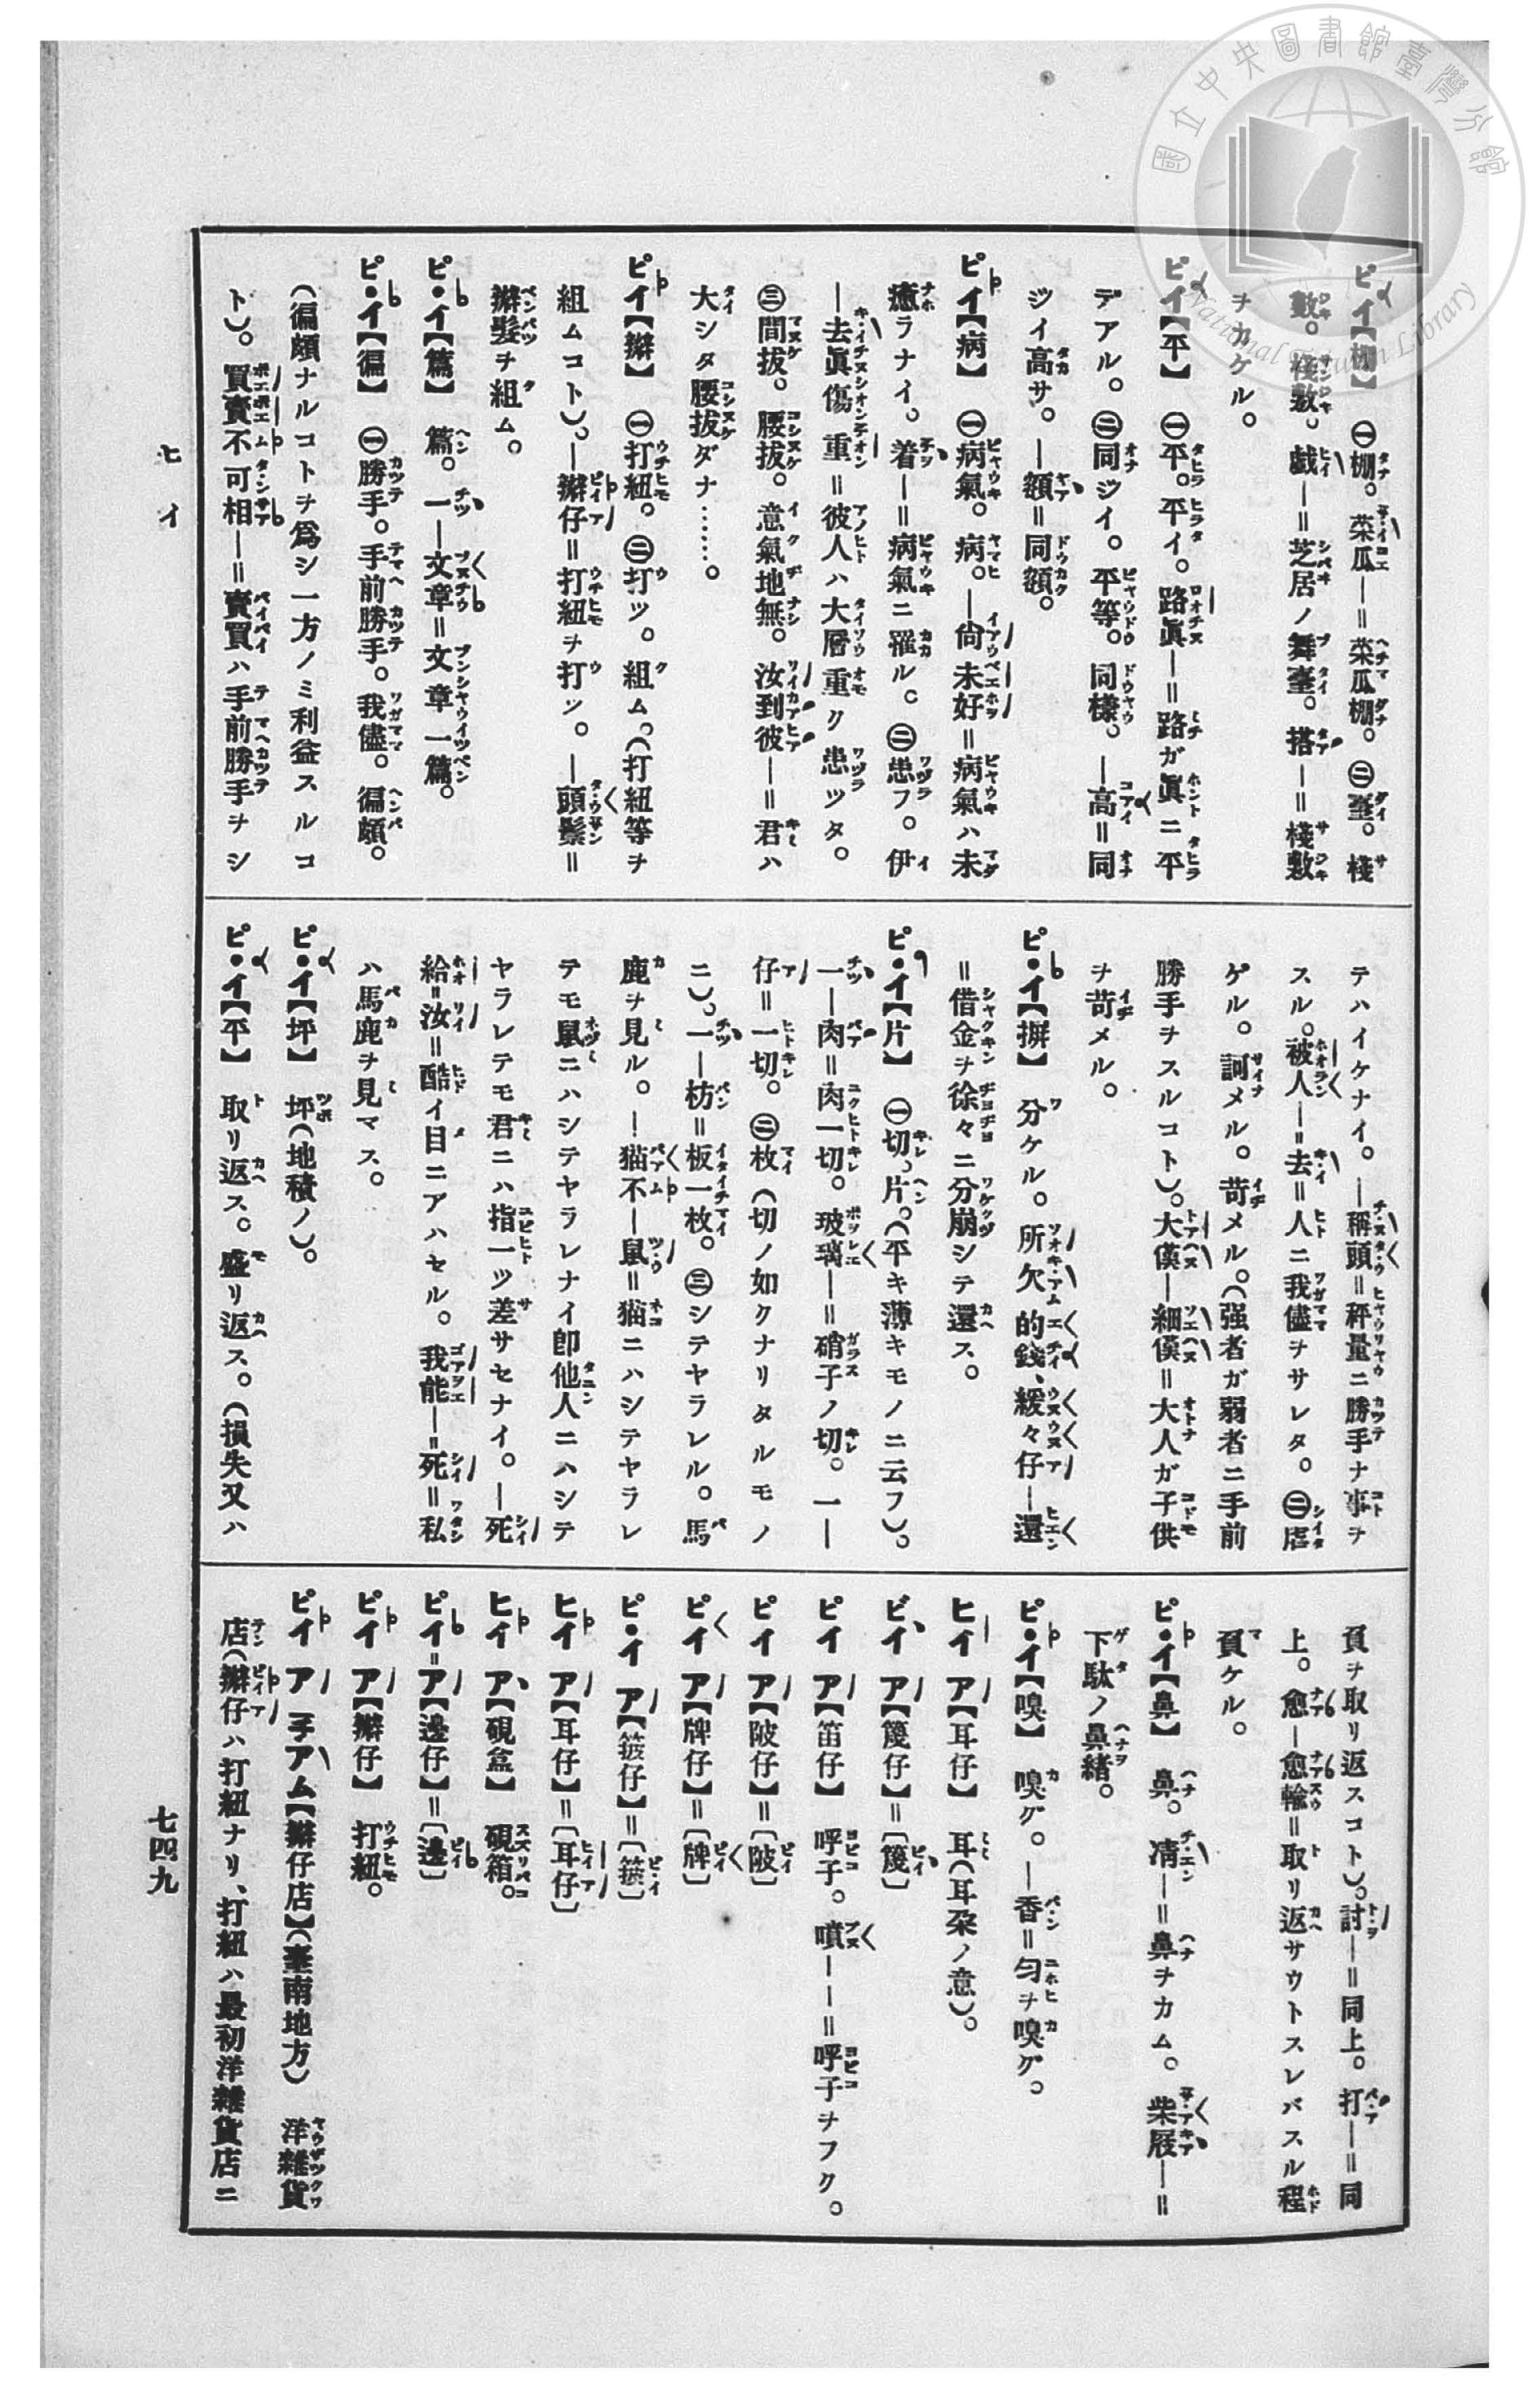 國立中央圖書館臺灣分館
National Taiwan Library
ピイ【棚】 ㊀棚。菜瓜—=菜瓜棚。㊁臺。棧
敷。棧敷。戲—=芝居ノ舞臺。搭—=棧敷
ヲカケル。
ピイ【平】 ㊀平。平イ。路眞—=路ガ眞ニ平
デアル。㊁同ジイ。平等。同樣。—高=同
ジイ高サ。—額=同額。
ピイ【病】 ㊀病氣。病。—尙未好=病氣ハ未
癒ラナイ。着—=病氣ニ罹ル。㊁患フ。伊
—去眞傷重=彼人ハ大層重ク患ツタ。
㊂間拔。腰拔。意氣地無。汝到彼—=君ハ
大シタ腰拔ダナ……。
ピイ【辮】 ㊀打紐。㊁打ツ。組ム。(打紐等ヲ
組ムコト)。—辮仔=打紐ヲ打ツ。—頭鬃=
辮髮ヲ組ム。
ピ・イ【篇】 篇。一—文章=文章一篇。
ピ・イ【徧】 ㊀勝手。手前勝手。我儘。徧頗。
(徧頗ナルコトヲ爲シ一方ノミ利益スルコ
ト)。買賣不可相—=賣買ハ手前勝手ヲシ
テハイケナイ。—稱頭=秤量ニ勝手ナ事ヲ
スル。被人—=去=人ニ我儘ヲサレタ。㊁虐
ゲル。訶メル。苛メル。(强者ガ弱者ニ手前
勝手ヲスルコト)。大漢—細漢=大人ガ子供
ヲ苛メル。
ピ・イ【摒】 分ケル。所欠的錢、緩々仔—還
=借金ヲ徐々ニ分崩シテ還ス。
ピ・イ【片】 ㊀切。片。(平キ薄キモノニ云フ)。
一—肉=肉一切。玻璃—=硝子ノ切。一—
仔=一切。㊁枚(切ノ如クナリタルモノ
ニ)。一—枋=板一枚。㊂シテヤラレル。馬
鹿ヲ見ル。—猫不—鼠=猫ニハシテヤラレ
テモ鼠ニハシテヤラレナイ卽他人ニハシテ
ヤラレテモ君ニハ指一ツ差サセナイ。—死
給=汝=酷イ目ニアハセル。我能—=死=私
ハ馬鹿ヲ見マス。
ピ・イ【坪】 坪(地積ノ)。
ピ・イ【平】 取リ返ス。盛リ返ス。(損失又ハ
負ヲ取リ返スコト)。討—=同上。打—=同
上。愈—愈輸=取リ返サウトスレバスル程
負ケル。
ピ・イ【鼻】 鼻。凊—=鼻ヲカム。柴屐—=
下駄ノ鼻緒。
ピ・イ【嗅】 嗅グ。—香=匂ヲ嗅グ。
ヒイ ア【耳仔】 耳(耳朶ノ意)。
ビイ ア【篾仔】=〔篾〕
ピイ ア【笛仔】 呼子。噴——=呼子ヲフク。
ピイ ア【陂仔】=〔陂〕
ピイ ア【牌仔】=〔牌〕
ピ・イ ア【箃仔】=〔箃〕
ヒイ ア【耳仔】=〔耳仔〕
ヒイ ア【硯盒】 硯箱。
ピイ=ア【邊仔】=〔邊〕
ピイ ア【辮仔】 打紐。
ピイ ア 乎アム【辮仔店】(臺南地方) 洋雜貨
店(辮仔ハ打紐ナリ、打紐ハ最初洋雜貨店ニ
ヒイ
七四九